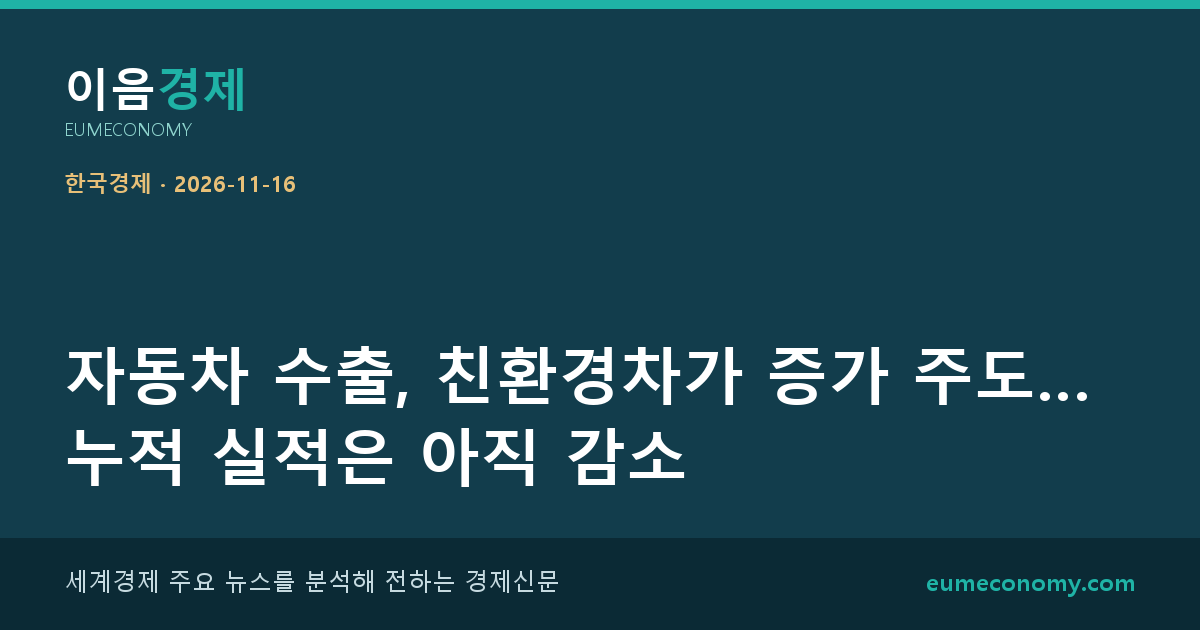 이음경제
EUMECONOMY
한국경제 · 2026-11-16
자동차 수출, 친환경차가 증가 주도...
누적 실적은 아직 감소
세계경제 주요 뉴스를 분석해 전하는 경제신문
eumeconomy.com